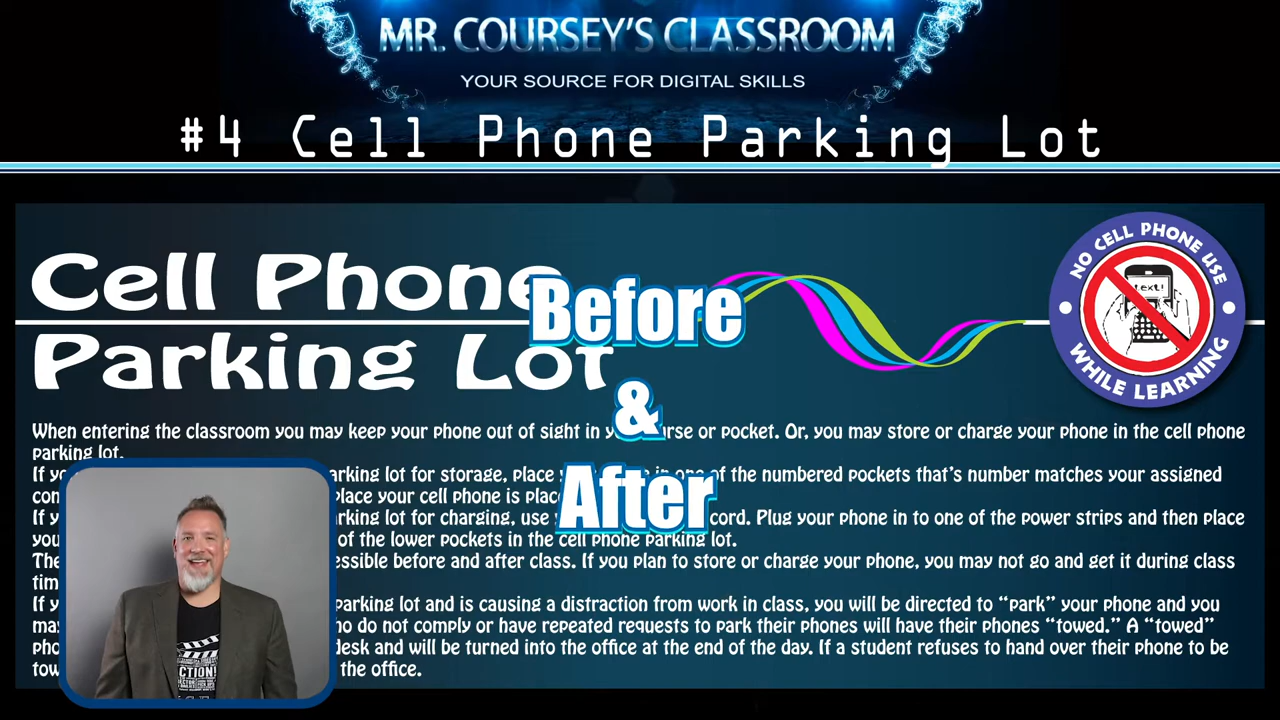 MR. COURSEY'S CLASSROOM
YOUR SOURCE FOR DIGITAL SKILLS
#4 Cell Phone Parking Lot
Cell Phone
Parking Lot
Before
&
After
NO CELL PHONE USE
text!
WHILE LEARNING
When entering the classroom you may keep your phone out of sight in or pocket. Or, you may store or charge your phone in the cell phone
parking lot.
If arking lot for storage, place in one of the numbered pockets that's number matches your assigned
place your cell phone is
If arking lot for charging, use cord. Plug your phone in to one of the power strips and then place
of the lower pockets in the cell phone parking lot.
essible before and after class. If you plan to store or charge your phone, you may not go and get it during class
If parking lot and is causing a distraction from work in class, you will be directed to “park” your phone and you
ho do not comply or have repeated requests to park their phones will have their phones “towed.” A “towed”
desk and will be turned into the office at the end of the day. If a student refuses to hand over their phone to be
the office.
ACTION!